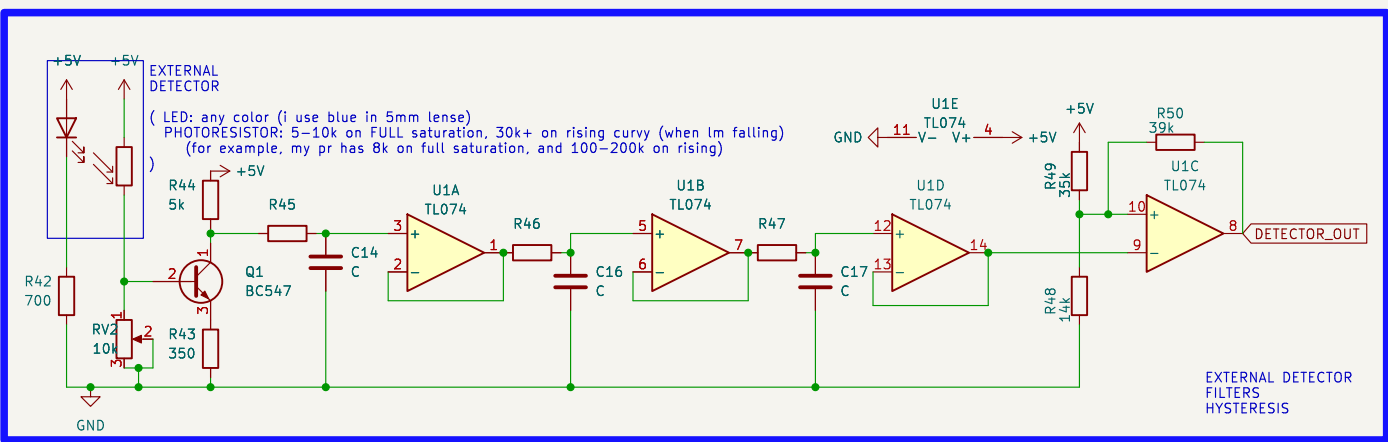 +5V
+5V
EXTERNAL
DETECTOR
( LED: any color (i use blue in 5mm lense)
PHOTORESISTOR: 5-10k on FULL saturation, 30k+ on rising curvy (when lm falling)
(for example, my pr has 8k on full saturation, and 100-200k on rising)
)
U1E
TL074
GND
11
V-
V+
4
+5V
+5V
R50
39k
R44
5k
+5V
R45
U1A
TL074
R46
U1B
TL074
R47
U1D
TL074
R49
35k
U1C
TL074
3
+
2
-
1
5
+
6
-
7
12
+
13
-
14
10
+
9
-
8
DETECTOR_OUT
1
2
3
Q1
BC547
C14
C
C16
C
C17
C
R42
700
RV2
10k
1
2
3
R43
350
R48
14k
GND
EXTERNAL DETECTOR
FILTERS
HYSTERESIS